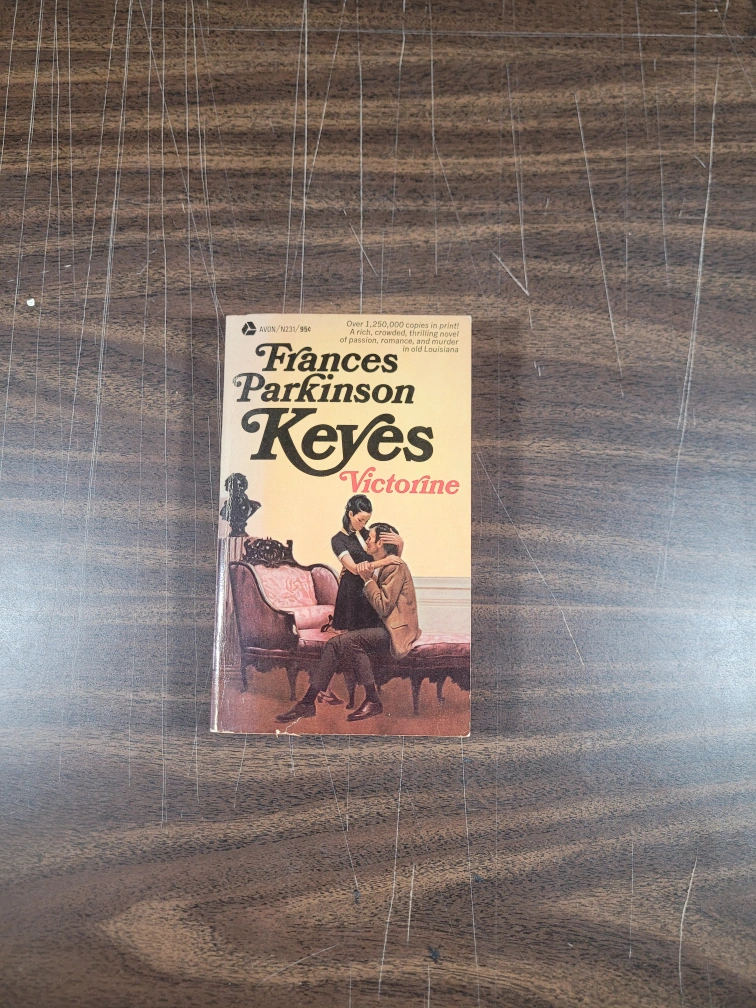 AVON/N231/95¢
Over 1,250,000 copies in print!
A rich, crowded, thrilling novel
of passion, romance, and murder
in old Louisiana
Frances
Parkinson
Keyes
Victorine